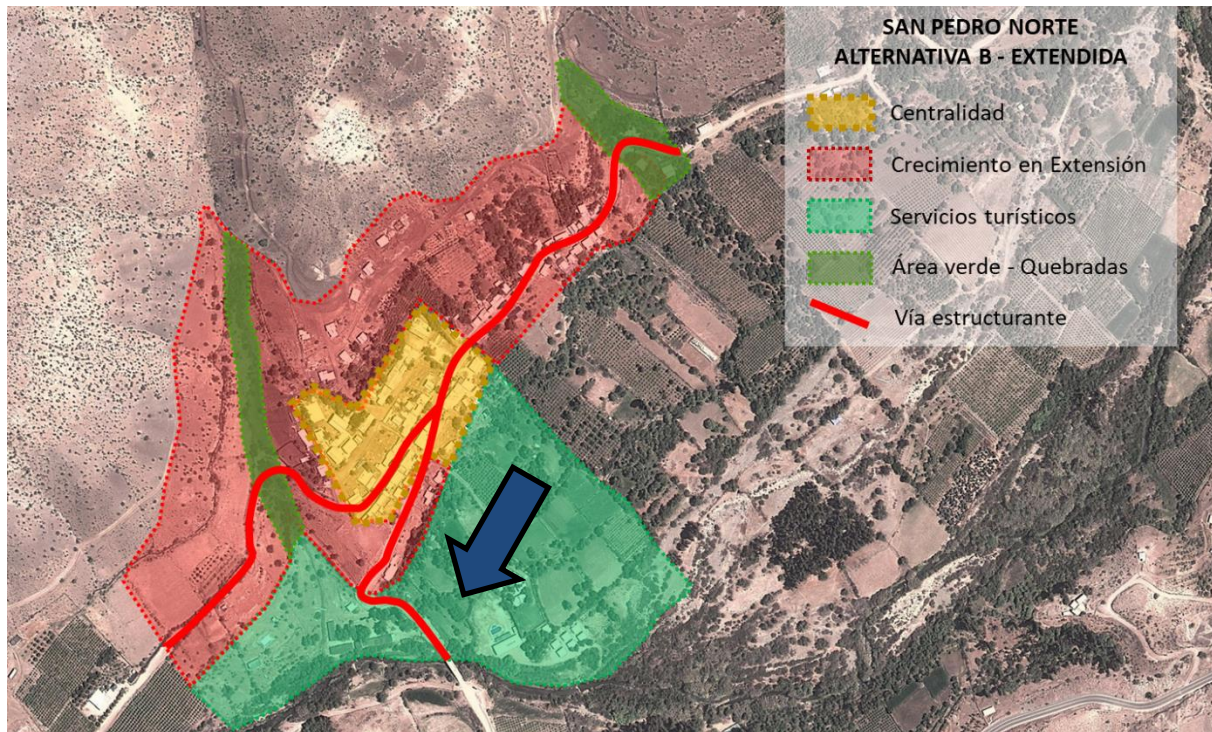 SAN PEDRO NORTE
ALTERNATIVA B - EXTENDIDA
Centralidad
Crecimiento en Extensión
Servicios turísticos
Área verde - Quebradas
Vía estructurante